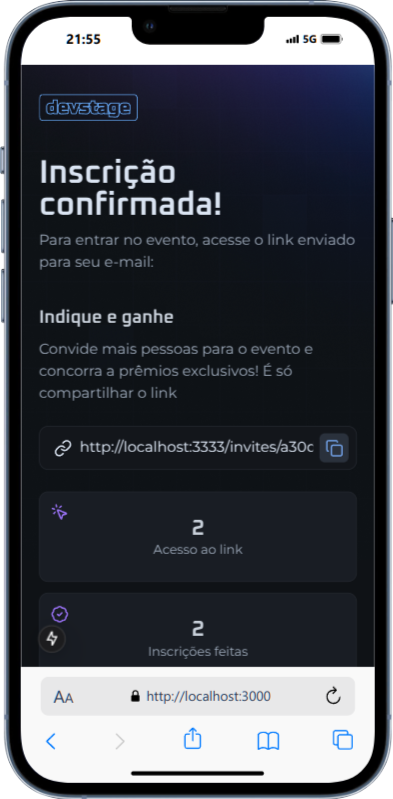 21:55
5G
devstage
Inscrição
confirmada!
Para entrar no evento, acesse o link enviado
para seu e-mail:
Indique e ganhe
Convide mais pessoas para o evento e
concorra a prêmios exclusivos! É só
compartilhar o link
http://localhost:3333/invites/a30c
2
Acesso ao link
2
Inscrições feitas
AA
http://localhost:3000